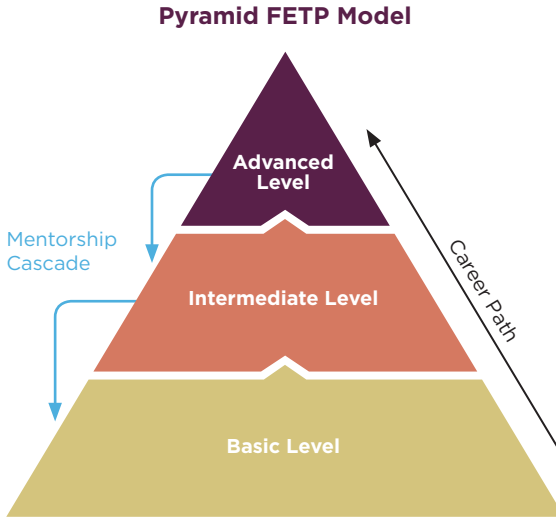 Pyramid FETP Model
Advanced
Level
Mentorship
Cascade
Career Path
Intermediate Level
Basic Level